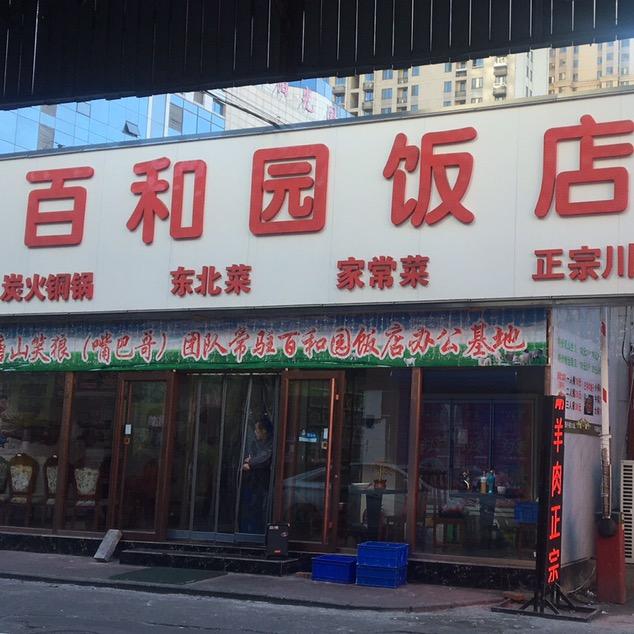 百和园饭店
炭火铜锅 东北菜 家常菜 正宗川
山笑狼（嘴巴哥）团队常驻百和园饭店办公基地
羊肉正宗